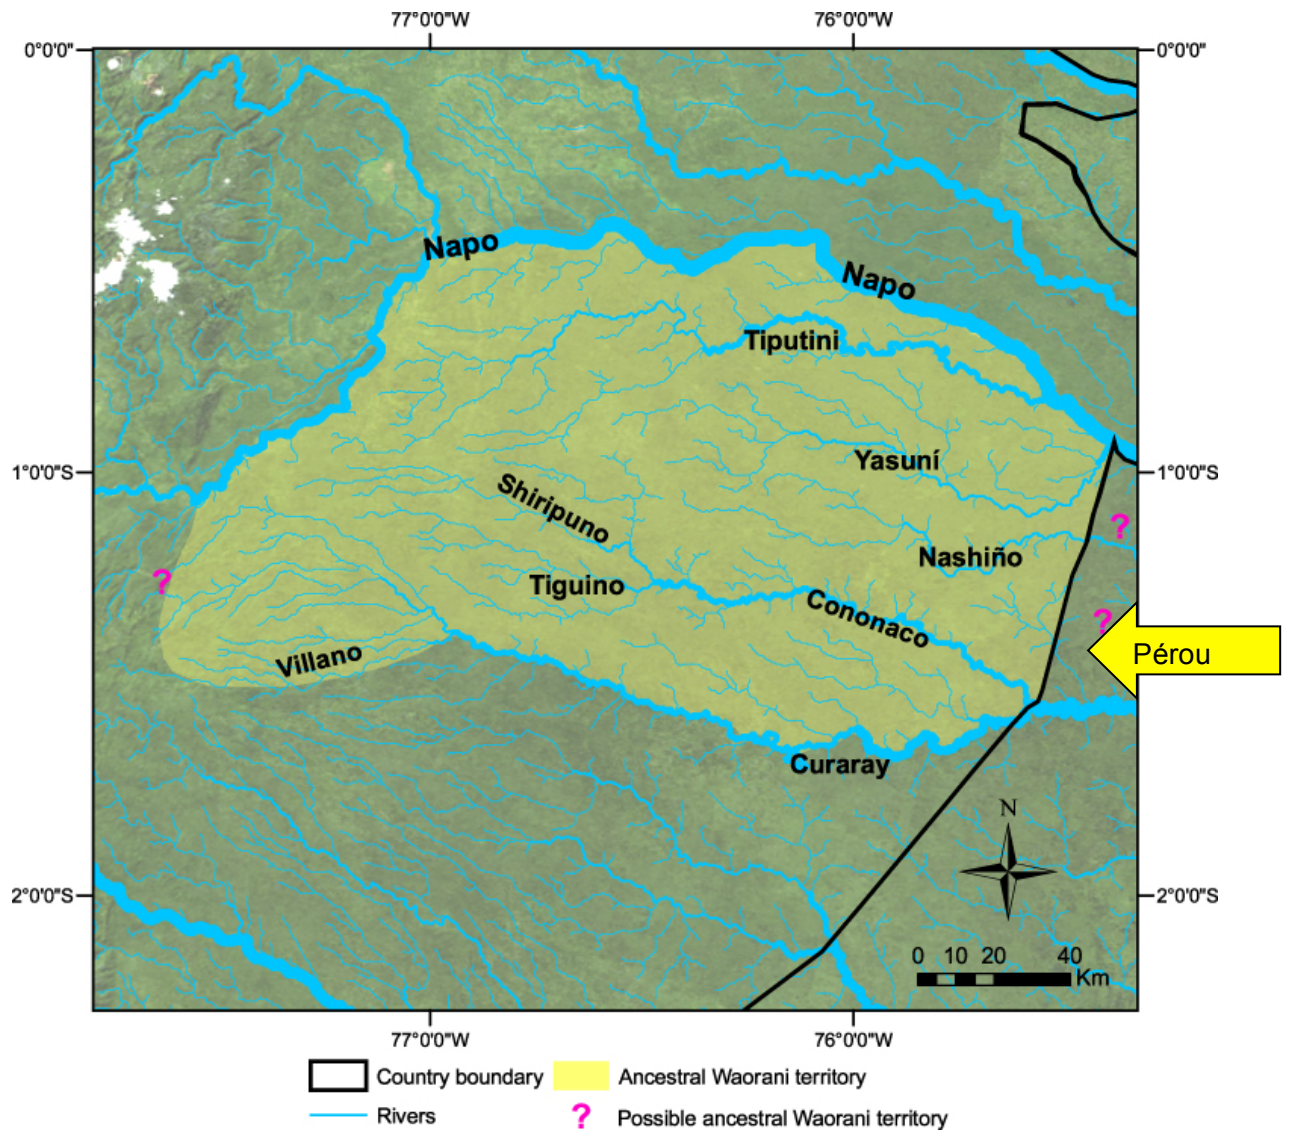 77°0'0"W
76°0'0"W
0°0'0"
0°0'0"
Napo
Napo
Tiputini
Yasuní
1°0'0"S
1°0'0"S
Shiripuno
?
Nashiño
?
Tiguino
Cononaco
?
Pérou
Villano
Curaray
N
2°0'0"S
2°0'0"S
0 10 20 40
Km
77°0'0"W
76°0'0"W
Country boundary
Ancestral Waorani territory
Rivers
? Possible ancestral Waorani territory